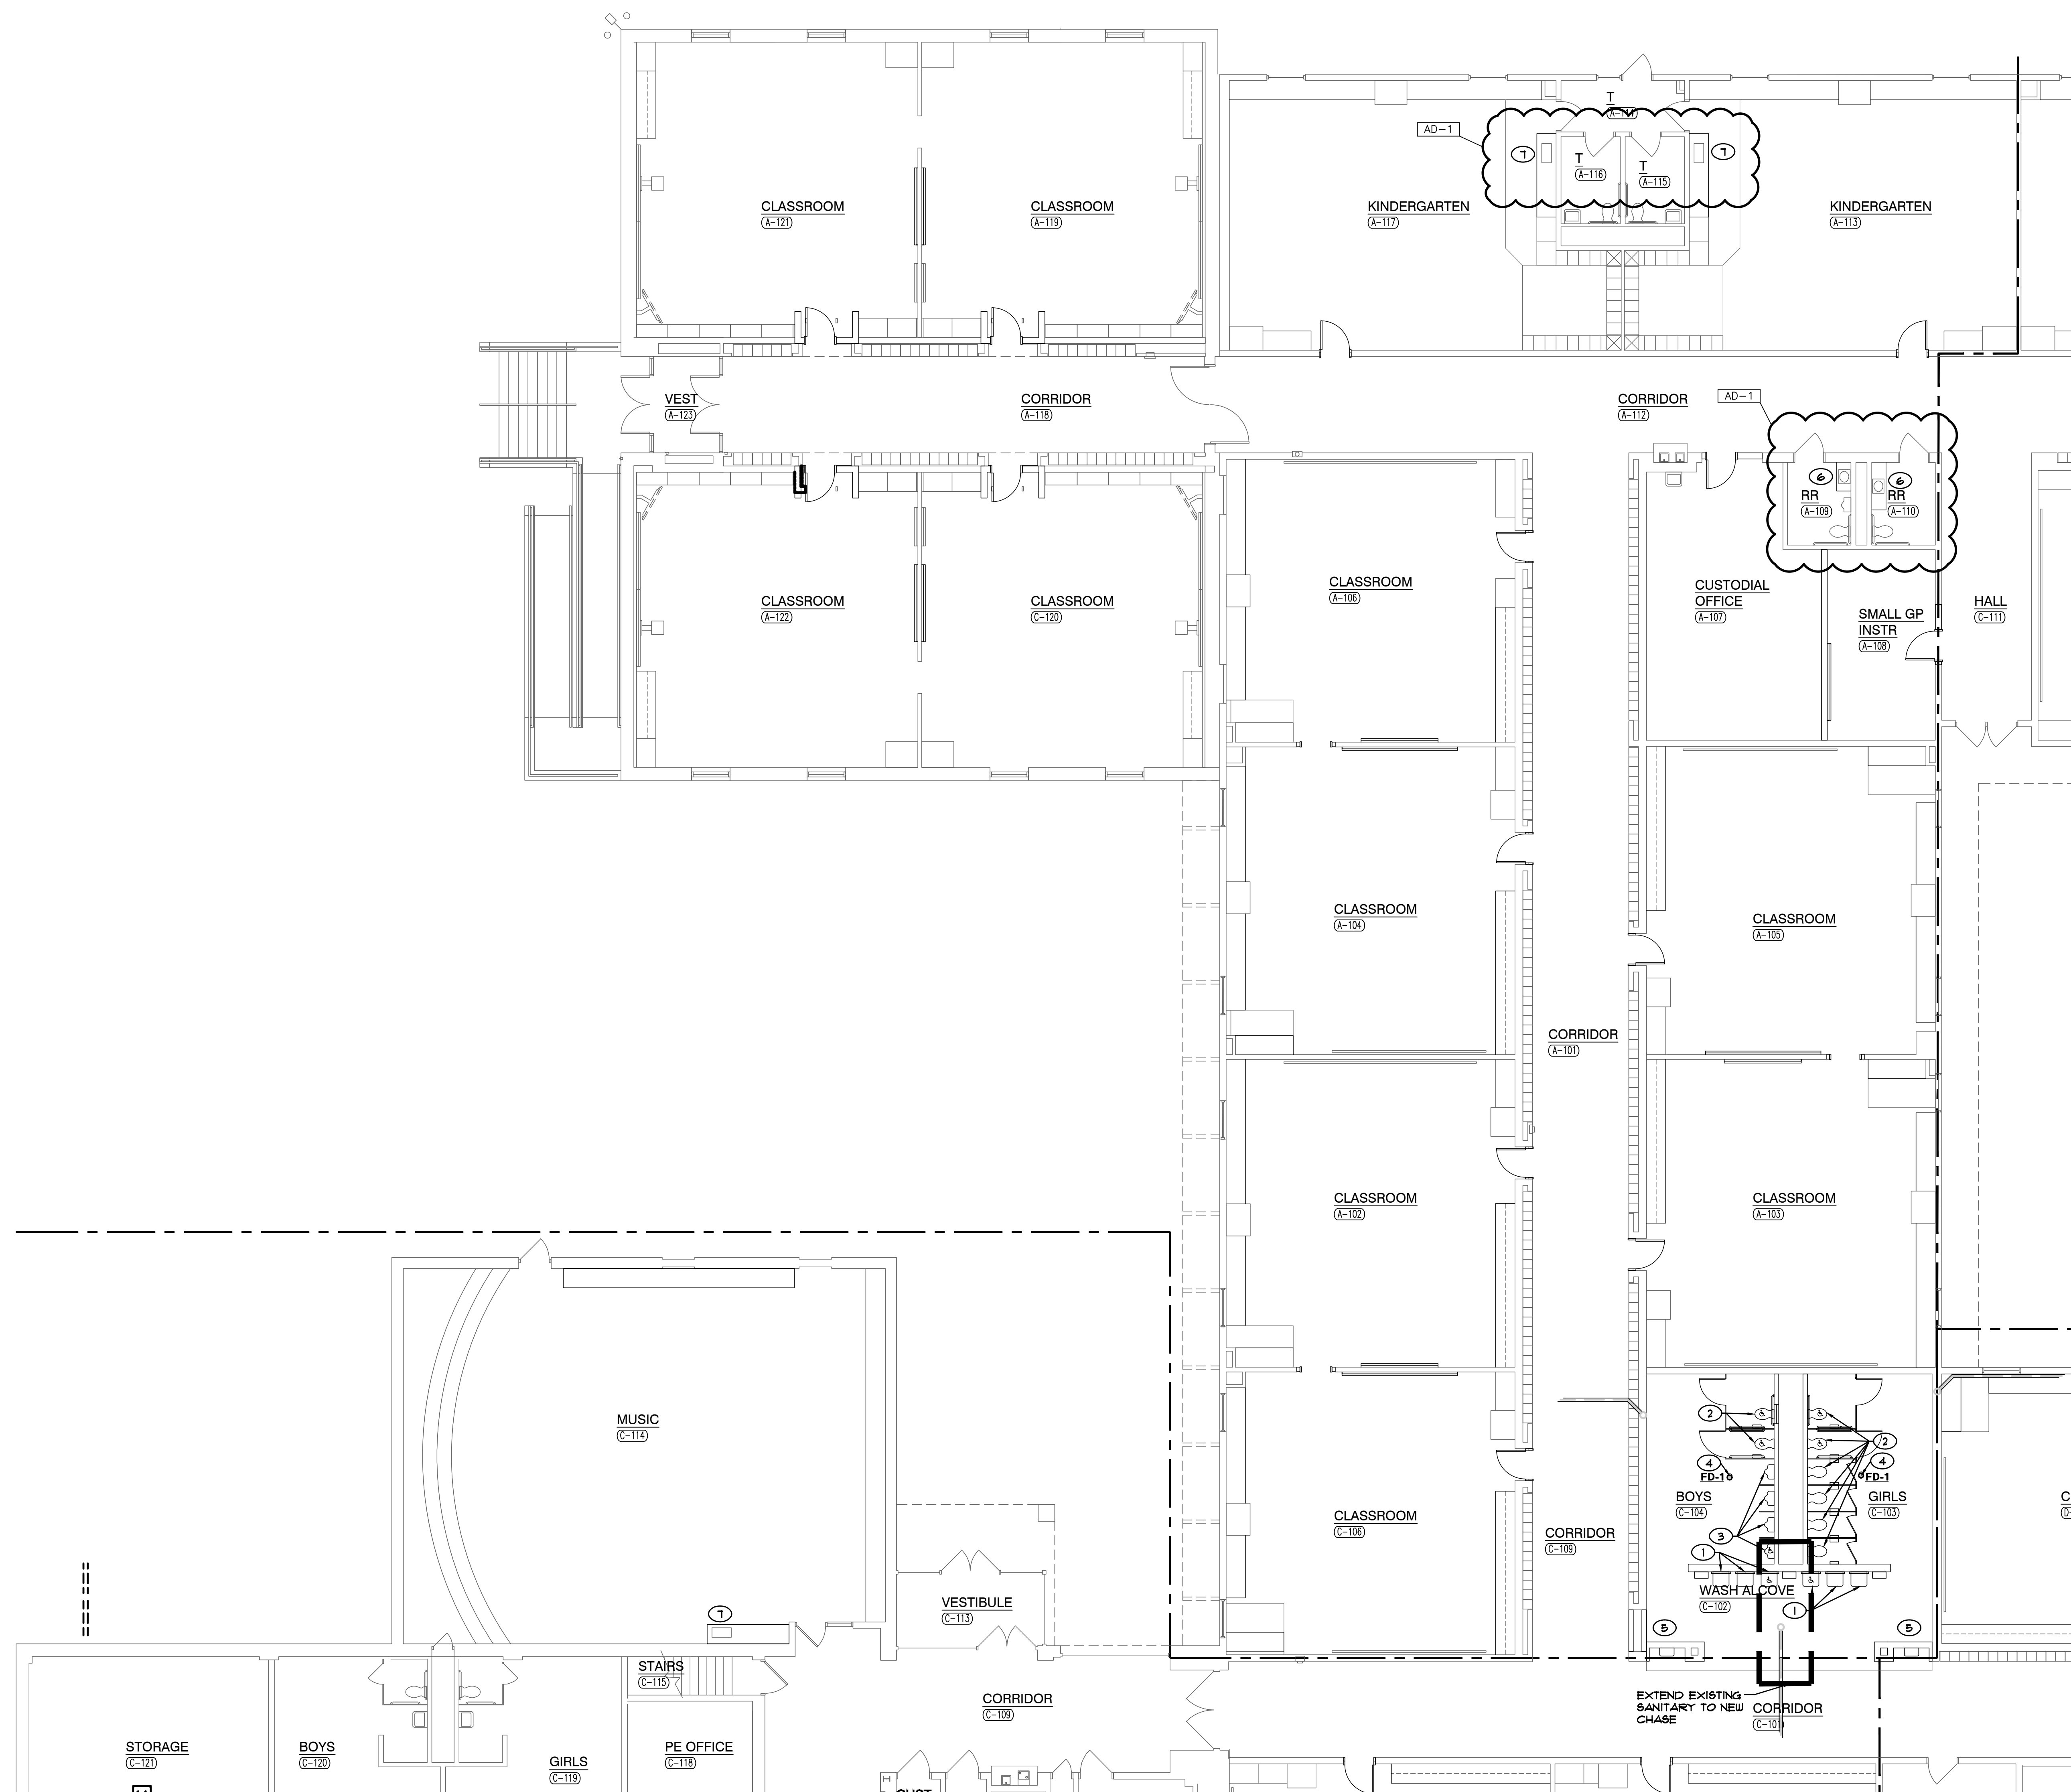 T
A-114
AD-1
7
7
T
A-116
T
A-115
CLASSROOM
A-121
CLASSROOM
A-119
KINDERGARTEN
A-117
KINDERGARTEN
A-113
VEST
A-123
CORRIDOR
A-118
CORRIDOR
A-112
AD-1
6
6
RR
A-109
RR
A-110
CLASSROOM
A-122
CLASSROOM
C-120
CLASSROOM
A-106
CUSTODIAL
OFFICE
A-107
SMALL GP
INSTR
A-108
HALL
C-111
CLASSROOM
A-104
CLASSROOM
A-105
CORRIDOR
A-101
CLASSROOM
A-102
CLASSROOM
A-103
MUSIC
C-114
2
2
4
FD-1
4
FD-1
BOYS
C-104
GIRLS
C-103
CLASSROOM
C-106
CORRIDOR
C-109
3
1
WASH ALCOVE
C-102
1
5
5
7
VESTIBULE
C-113
STAIRS
C-115
CORRIDOR
C-109
EXTEND EXISTING
SANITARY TO NEW
CHASE
CORRIDOR
C-101
STORAGE
C-121
BOYS
C-120
GIRLS
C-119
PE OFFICE
C-118